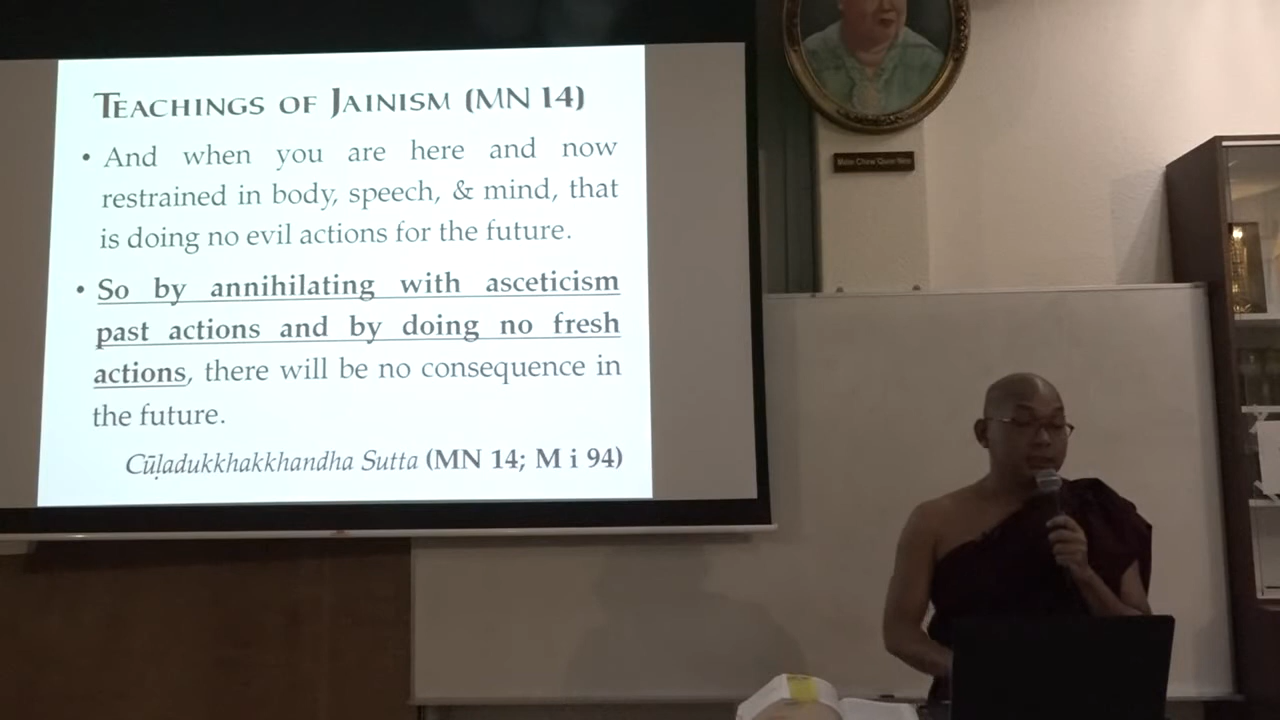 TEACHINGS OF JAINISM (MN 14)
• And when you are here and now
restrained in body, speech, & mind, that
is doing no evil actions for the future.
• So by annihilating with asceticism
past actions and by doing no fresh
actions, there will be no consequence in
the future.
Cūḷadukkhakkhandha Sutta (MN 14; M i 94)